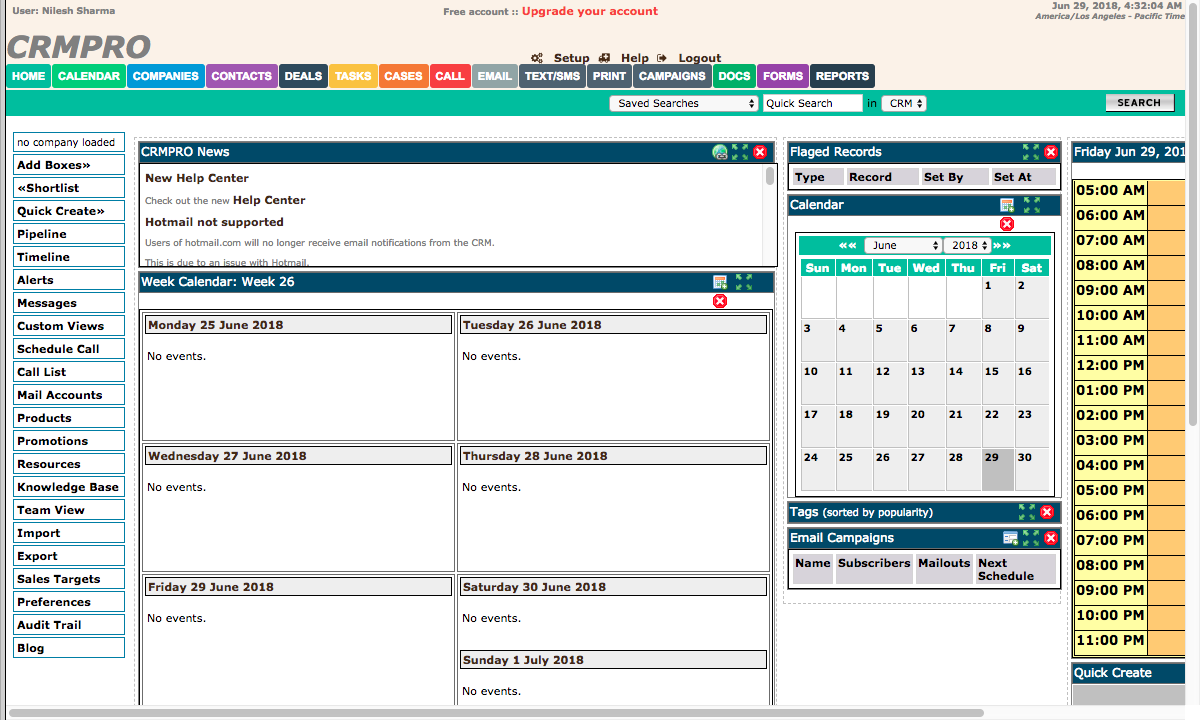 User: Nilesh Sharma
Free account :: Upgrade your account
Jun 29, 2018, 4:32:04 AM
America/Los Angeles - Pacific Time
CRMPRO
Setup Help Logout
HOME CALENDAR COMPANIES CONTACTS DEALS TASKS CASES CALL EMAIL TEXT/SMS PRINT CAMPAIGNS DOCS FORMS REPORTS
Saved Searches Quick Search in CRM SEARCH
no company loaded
Add Boxes»
«Shortlist
Quick Create»
Pipeline
Timeline
Alerts
Messages
Custom Views
Schedule Call
Call List
Mail Accounts
Products
Promotions
Resources
Knowledge Base
Team View
Import
Export
Sales Targets
Preferences
Audit Trail
Blog
CRMPRO News
New Help Center
Check out the new Help Center
Hotmail not supported
Users of hotmail.com will no longer receive email notifications from the CRM.
This is due to an issue with Hotmail.
Week Calendar: Week 26
Monday 25 June 2018
No events.
Tuesday 26 June 2018
No events.
Wednesday 27 June 2018
No events.
Thursday 28 June 2018
No events.
Friday 29 June 2018
No events.
Saturday 30 June 2018
No events.
Sunday 1 July 2018
No events.
Flaged Records
Type Record Set By Set At
Calendar
«« June 2018 »»
Sun Mon Tue Wed Thu Fri Sat
1 2
3 4 5 6 7 8 9
10 11 12 13 14 15 16
17 18 19 20 21 22 23
24 25 26 27 28 29 30
Tags (sorted by popularity)
Email Campaigns
Name Subscribers Mailouts Next
Schedule
Friday Jun 29, 201
05:00 AM
06:00 AM
07:00 AM
08:00 AM
09:00 AM
10:00 AM
11:00 AM
12:00 PM
01:00 PM
02:00 PM
03:00 PM
04:00 PM
05:00 PM
06:00 PM
07:00 PM
08:00 PM
09:00 PM
10:00 PM
11:00 PM
Quick Create